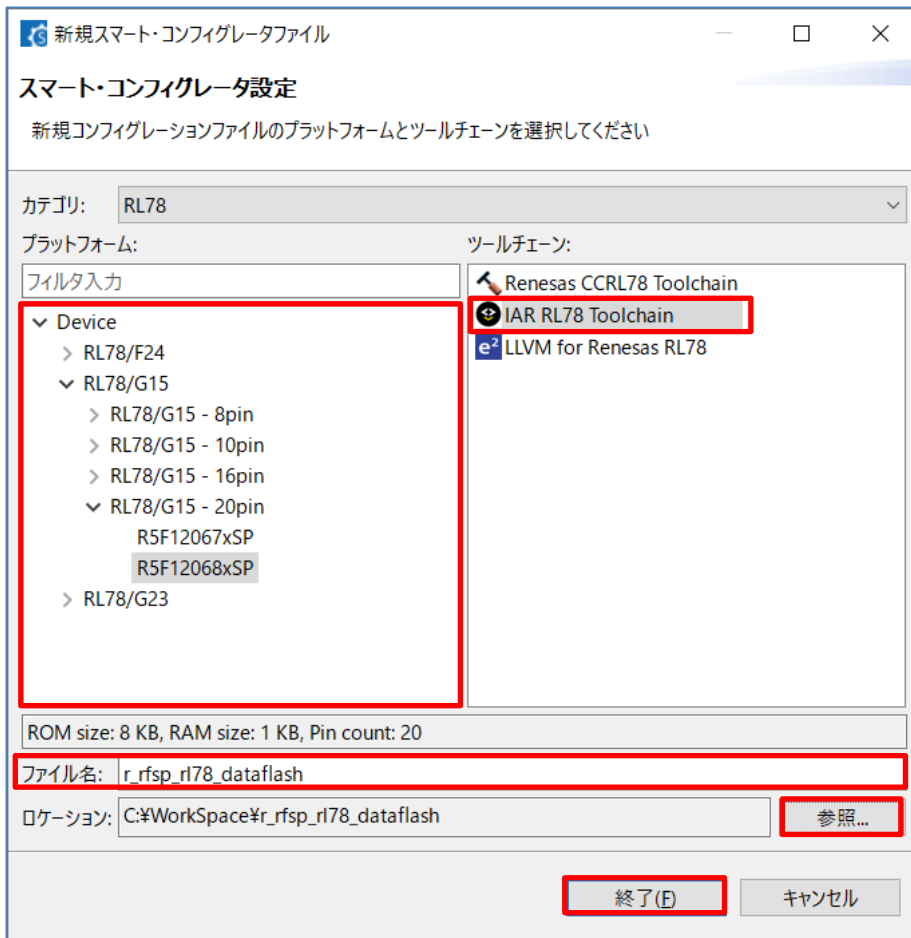 新規スマート・コンフィグレータファイル
スマート・コンフィグレータ設定
新規コンフィグレーションファイルのプラットフォームとツールチェーンを選択してください
カテゴリ: RL78
プラットフォーム:
フィルタ入力
Device
RL78/F24
RL78/G15
RL78/G15 - 8pin
RL78/G15 - 10pin
RL78/G15 - 16pin
RL78/G15 - 20pin
R5F12067xSP
R5F12068xSP
RL78/G23
ツールチェーン:
Renesas CCRL78 Toolchain
IAR RL78 Toolchain
e² LLVM for Renesas RL78
ROM size: 8 KB, RAM size: 1 KB, Pin count: 20
ファイル名: r_rfsp_rl78_dataflash
ロケーション: C:¥WorkSpace¥r_rfsp_rl78_dataflash 参照...
終了(F) キャンセル